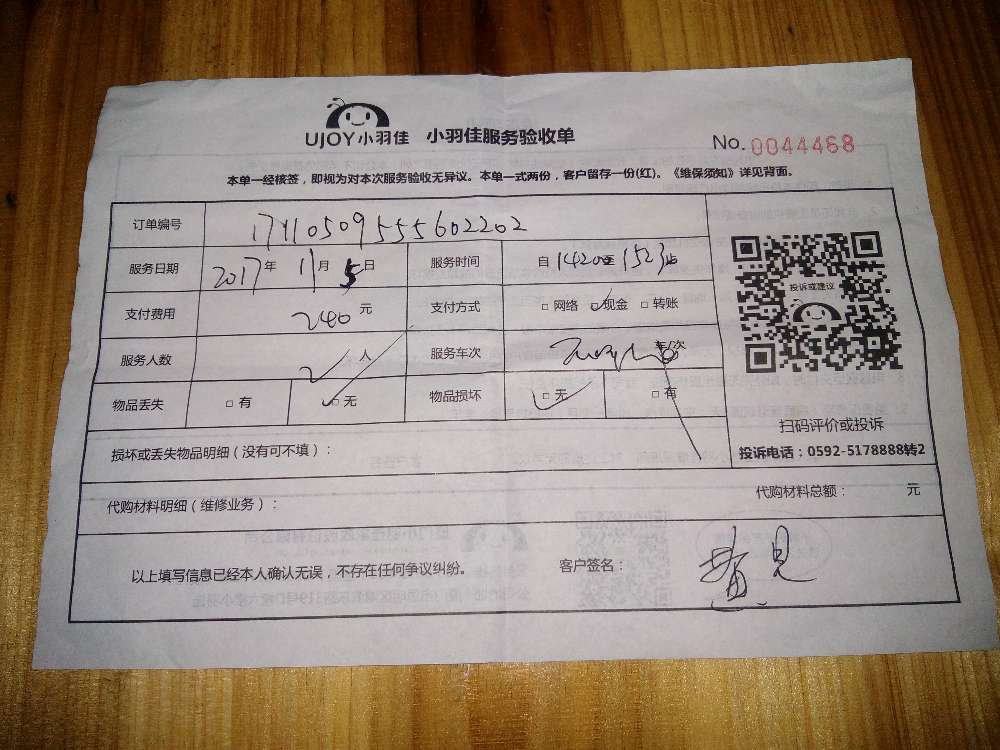 UJOY小羽佳 小羽佳服务验收单
No. 0044468
本单一经核签，即视为对本次服务验收无异议。本单一式两份，客户留存一份(红)。《维保须知》详见背面。
订单编号 17110509555602202
服务日期 2017年 11月 5日 服务时间 自1420至1523
支付费用 240元 支付方式 □网络 ☑现金 □转账
服务人数 人 服务车次 车/次
物品丢失 □有 ☑无 物品损坏 ☑无 □有
损坏或丢失物品明细（没有可不填）：
投诉或建议
扫码评价或投诉
投诉电话：0592-5178888转2
代购材料明细（维修业务）： 代购材料总额： 元
以上填写信息已经本人确认无误，不存在任何争议纠纷。 客户签名：